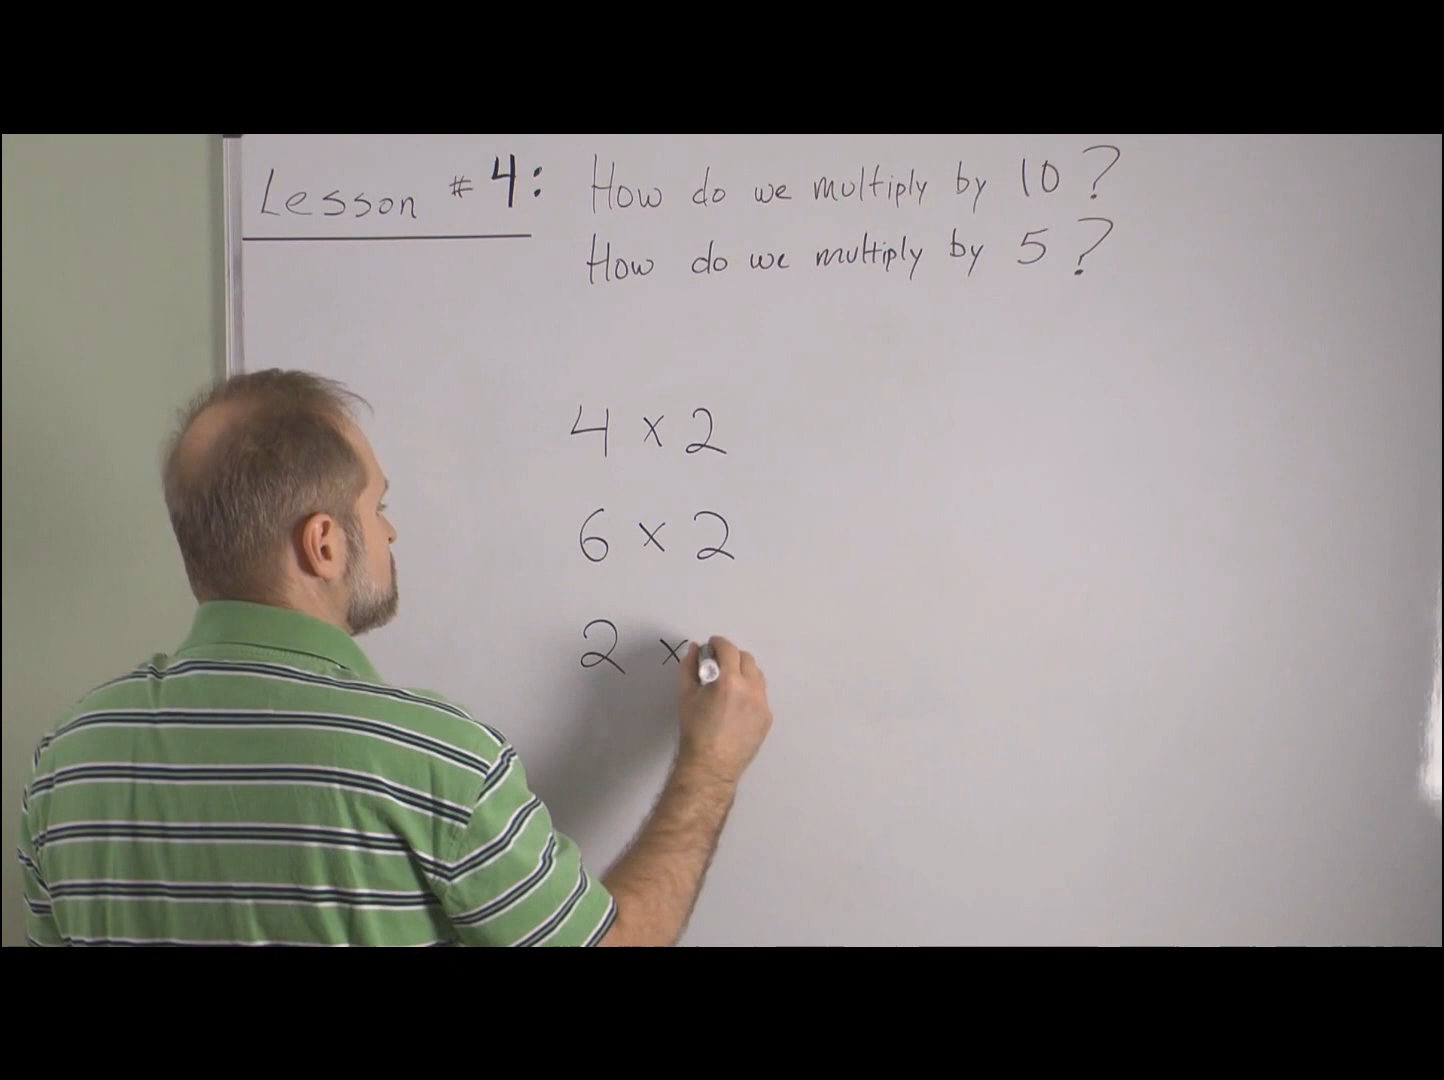 Lesson # 4: How do we multiply by 10?
How do we multiply by 5?
4 × 2
6 × 2
2 ×